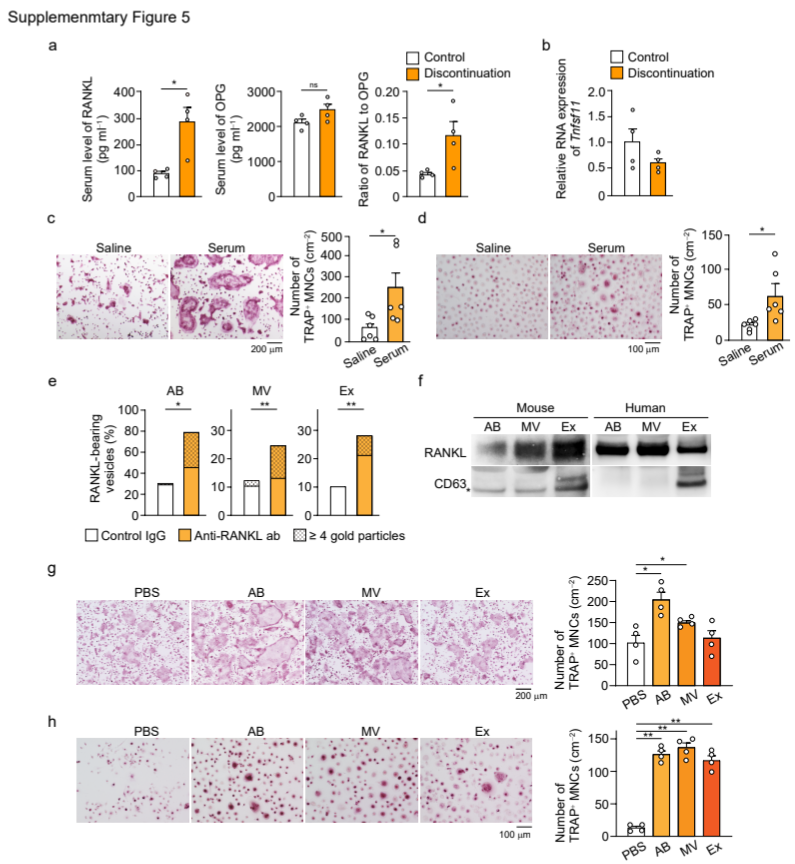 Supplemenmtary Figure 5
a
Control
Discontinuation
Serum level of RANKL
(pg ml⁻¹)
400
300
200
100
0
*
Serum level of OPG
(pg ml⁻¹)
3000
2000
1000
0
ns
Ratio of RANKL to OPG
0.20
0.15
0.10
0.05
0
*
b
Control
Discontinuation
Relative RNA expression
of Tnfsf11
2.0
1.5
1.0
0.5
0
c
Saline
Serum
200 μm
Number of
TRAP⁺ MNCs (cm⁻²)
500
400
300
200
100
0
*
Saline
Serum
d
Saline
Serum
100 μm
Number of
TRAP⁺ MNCs (cm⁻²)
150
100
50
0
*
Saline
Serum
e
AB
MV
Ex
RANKL-bearing
vesicles (%)
100
80
60
40
20
0
*
30
20
10
0
**
30
20
10
0
**
Control IgG
Anti-RANKL ab
≥ 4 gold particles
f
Mouse
Human
AB MV Ex AB MV Ex
RANKL
CD63
*
g
PBS
AB
MV
Ex
200 μm
Number of
TRAP⁺ MNCs (cm⁻²)
250
200
150
100
50
0
*
*
PBS
AB
MV
Ex
h
PBS
AB
MV
Ex
100 μm
Number of
TRAP⁺ MNCs (cm⁻²)
150
100
50
0
**
**
**
PBS
AB
MV
Ex